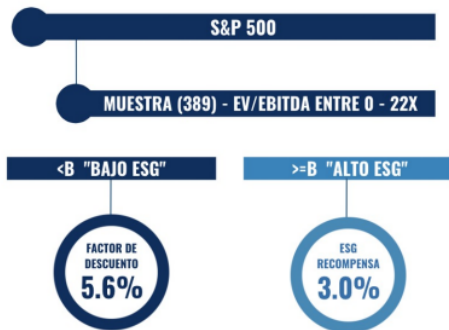 S&P 500
MUESTRA (389) - EV/EBITDA ENTRE 0 - 22X
<B "BAJO ESG"
>=B "ALTO ESG"
FACTOR DE
DESCUENTO
5.6%
ESG
RECOMPENSA
3.0%